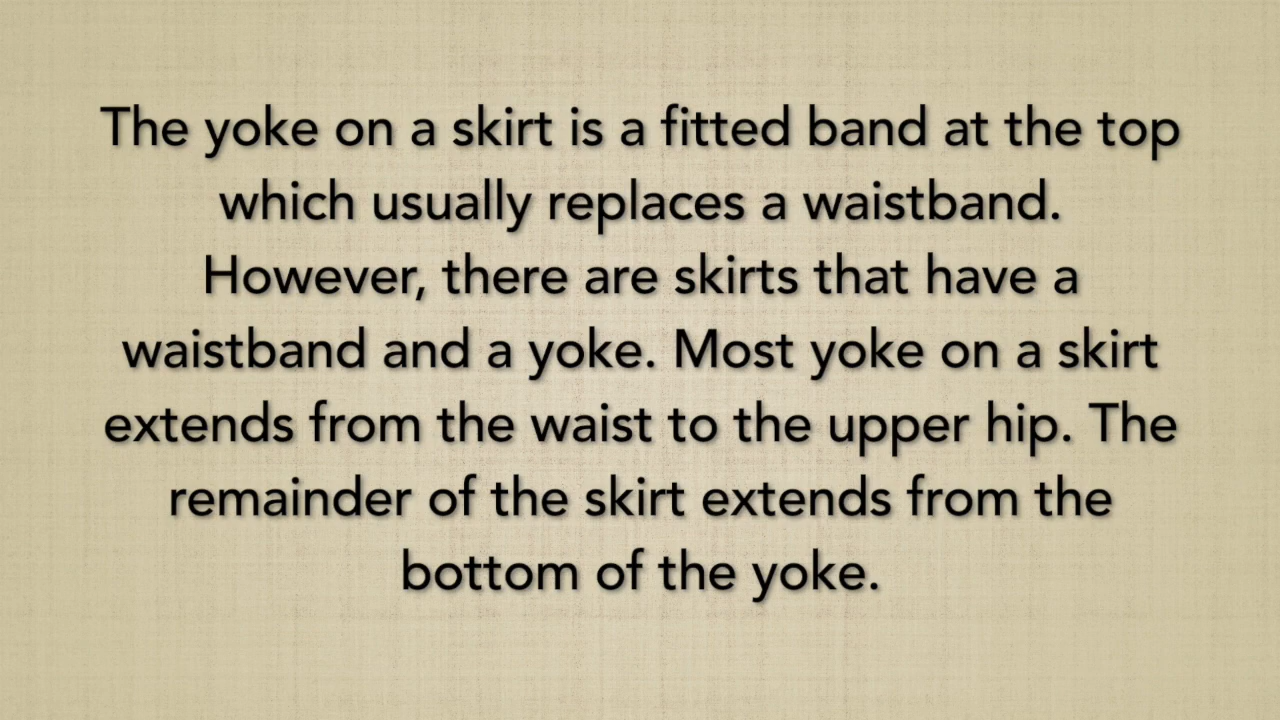 The yoke on a skirt is a fitted band at the top
which usually replaces a waistband.
However, there are skirts that have a
waistband and a yoke. Most yoke on a skirt
extends from the waist to the upper hip. The
remainder of the skirt extends from the
bottom of the yoke.